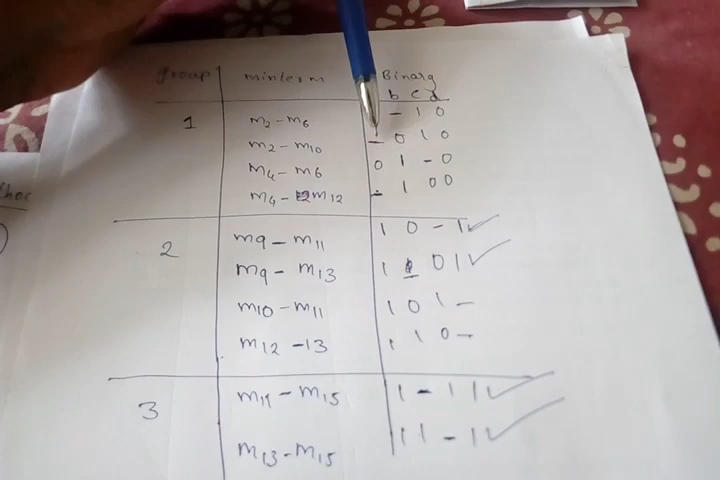 group minterm Binary
b c d
1 m2 - m6 - 1 0
m2 - m10 - 0 1 0
m4 - m6 0 1 - 0
m4 - m12 - 1 0 0
2 m9 - m11 1 0 - 1 ✓
m9 - m13 1 - 0 1 ✓
m10 - m11 1 0 1 -
m12 - 13 1 1 0 -
3 m11 - m15 1 - 1 1 ✓
m13 - m15 1 1 - 1 ✓